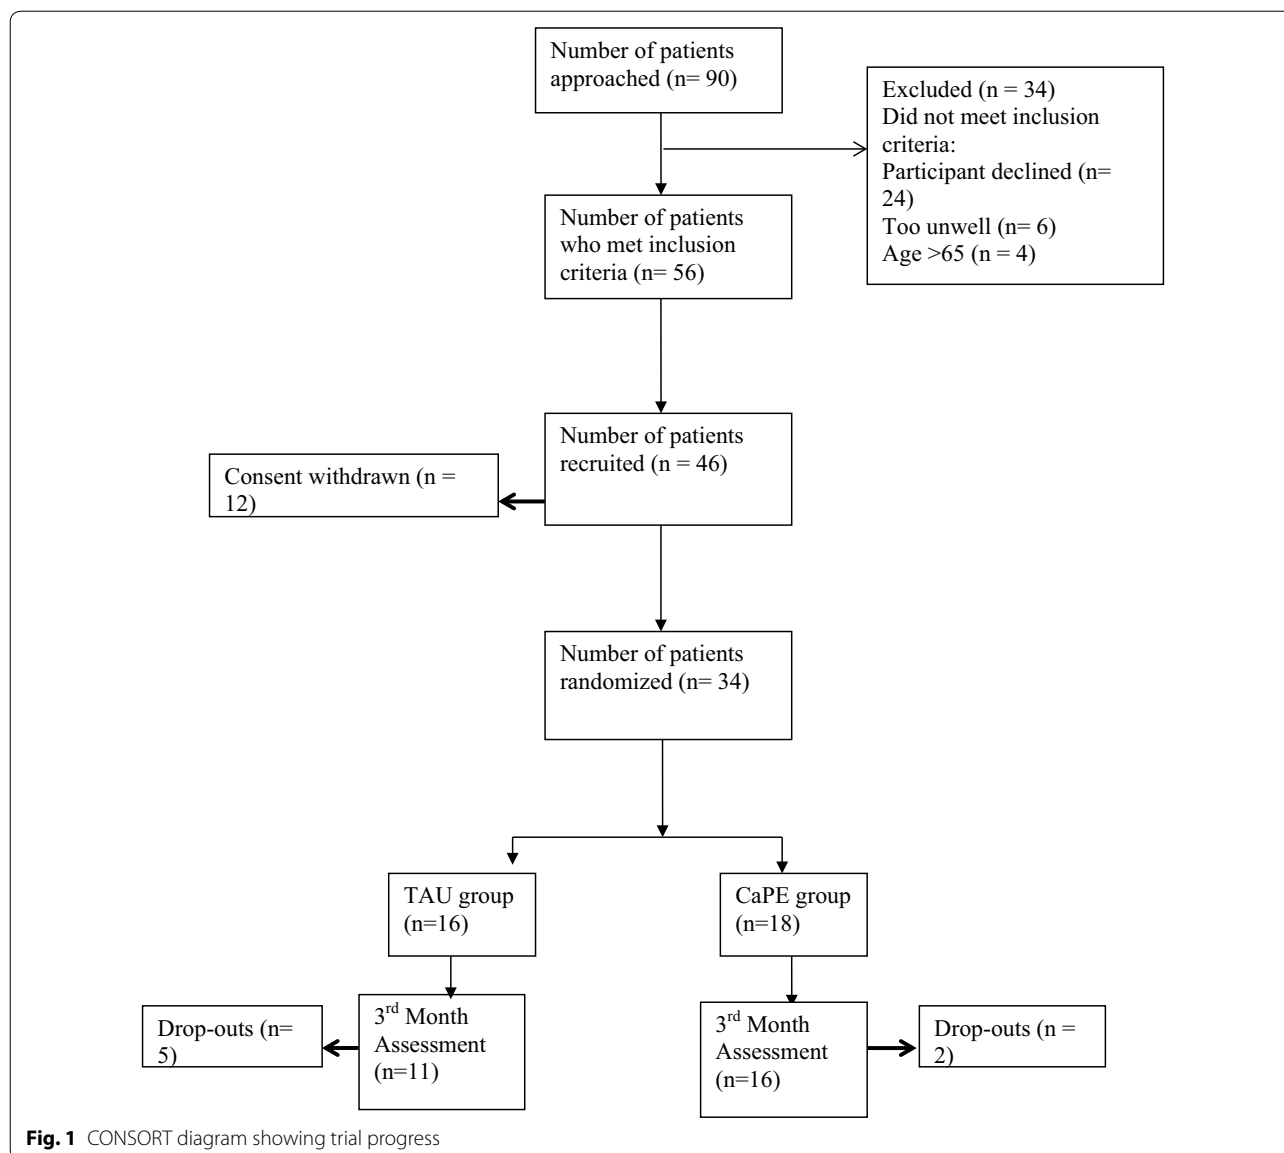 Number of patients
approached (n= 90)
Excluded (n = 34)
Did not meet inclusion
criteria:
Participant declined (n=
24)
Too unwell (n= 6)
Age >65 (n = 4)
Number of patients
who met inclusion
criteria (n= 56)
Number of patients
recruited (n = 46)
Consent withdrawn (n =
12)
Number of patients
randomized (n= 34)
TAU group
(n=16)
CaPE group
(n=18)
3rd Month
Assessment
(n=11)
Drop-outs (n=
5)
3rd Month
Assessment
(n=16)
Drop-outs (n =
2)
Fig. 1 CONSORT diagram showing trial progress